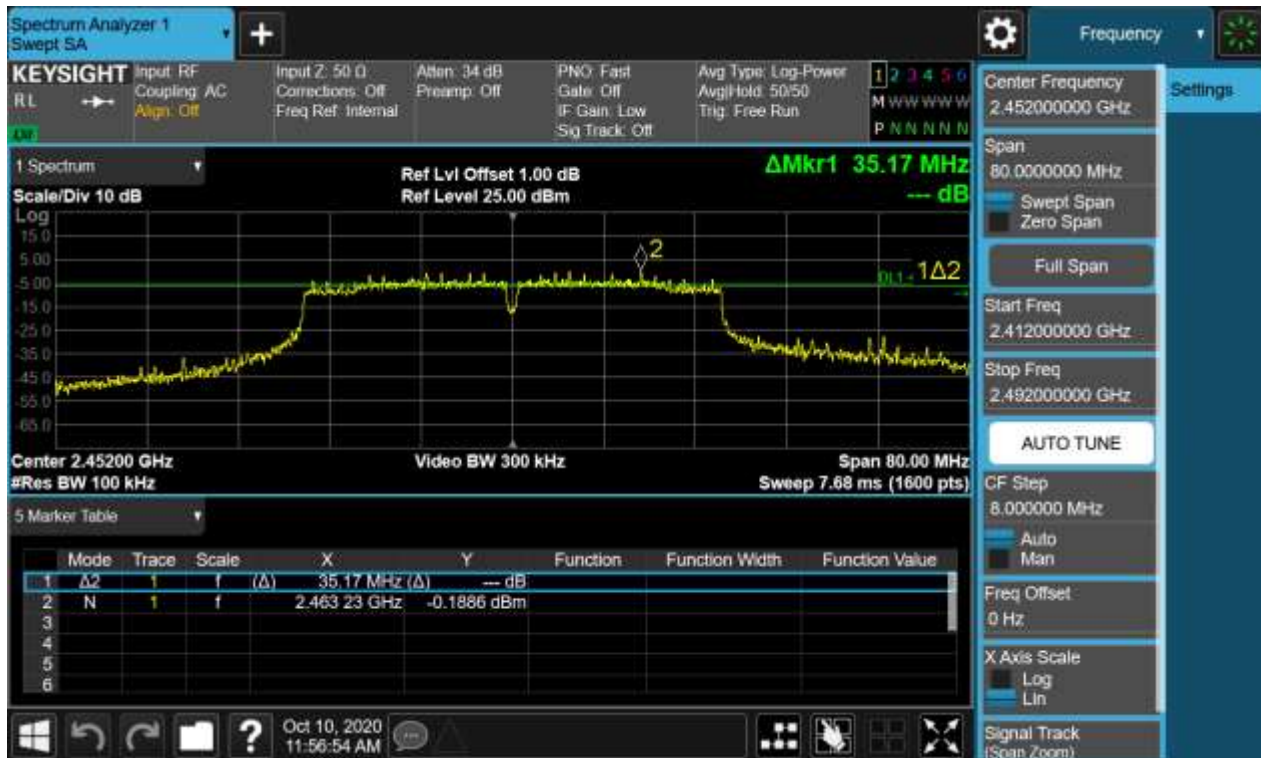 Spectrum Analyzer 1
Swept SA
Frequency
KEYSIGHT
RL
Input: RF
Coupling: AC
Align: Off
Input Z: 50 Ω
Corrections: Off
Freq Ref: Internal
Atten: 34 dB
Preamp: Off
PNO: Fast
Gate: Off
IF Gain: Low
Sig Track: Off
Avg Type: Log-Power
Avg|Hold: 50/50
Trig: Free Run
1 2 3 4 5 6
M W W W W W
P N N N N N
Center Frequency
2.452000000 GHz
Settings
Span
80.0000000 MHz
Swept Span
Zero Span
Full Span
Start Freq
2.412000000 GHz
Stop Freq
2.492000000 GHz
AUTO TUNE
CF Step
8.000000 MHz
Auto
Man
Freq Offset
0 Hz
X Axis Scale
Log
Lin
Signal Track
(Span Zoom)
1 Spectrum
Scale/Div 10 dB
Ref Lvl Offset 1.00 dB
Ref Level 25.00 dBm
ΔMkr1 35.17 MHz
--- dB
Log
15.0
5.00
-5.00
-15.0
-25.0
-35.0
-45.0
-55.0
-65.0
2
DL1
1Δ2
Center 2.45200 GHz
#Res BW 100 kHz
Video BW 300 kHz
Span 80.00 MHz
Sweep 7.68 ms (1600 pts)
5 Marker Table
Mode Trace Scale X Y Function Function Width Function Value
1 Δ2 1 f (Δ) 35.17 MHz (Δ) --- dB
2 N 1 f 2.463 23 GHz -0.1886 dBm
3
4
5
6
?
Oct 10, 2020
11:56:54 AM